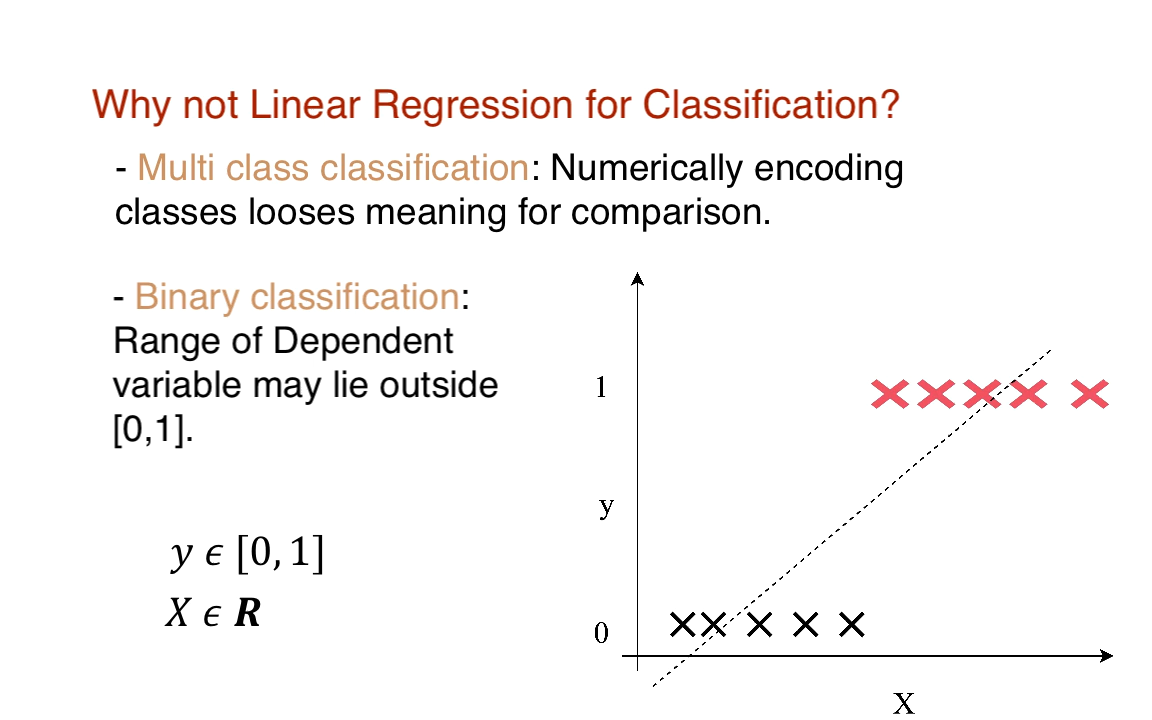 Why not Linear Regression for Classification?
- Multi class classification: Numerically encoding
classes looses meaning for comparison.
- Binary classification:
Range of Dependent
variable may lie outside
[0,1].
y ϵ [0, 1]
X ϵ R
1
y
0
X